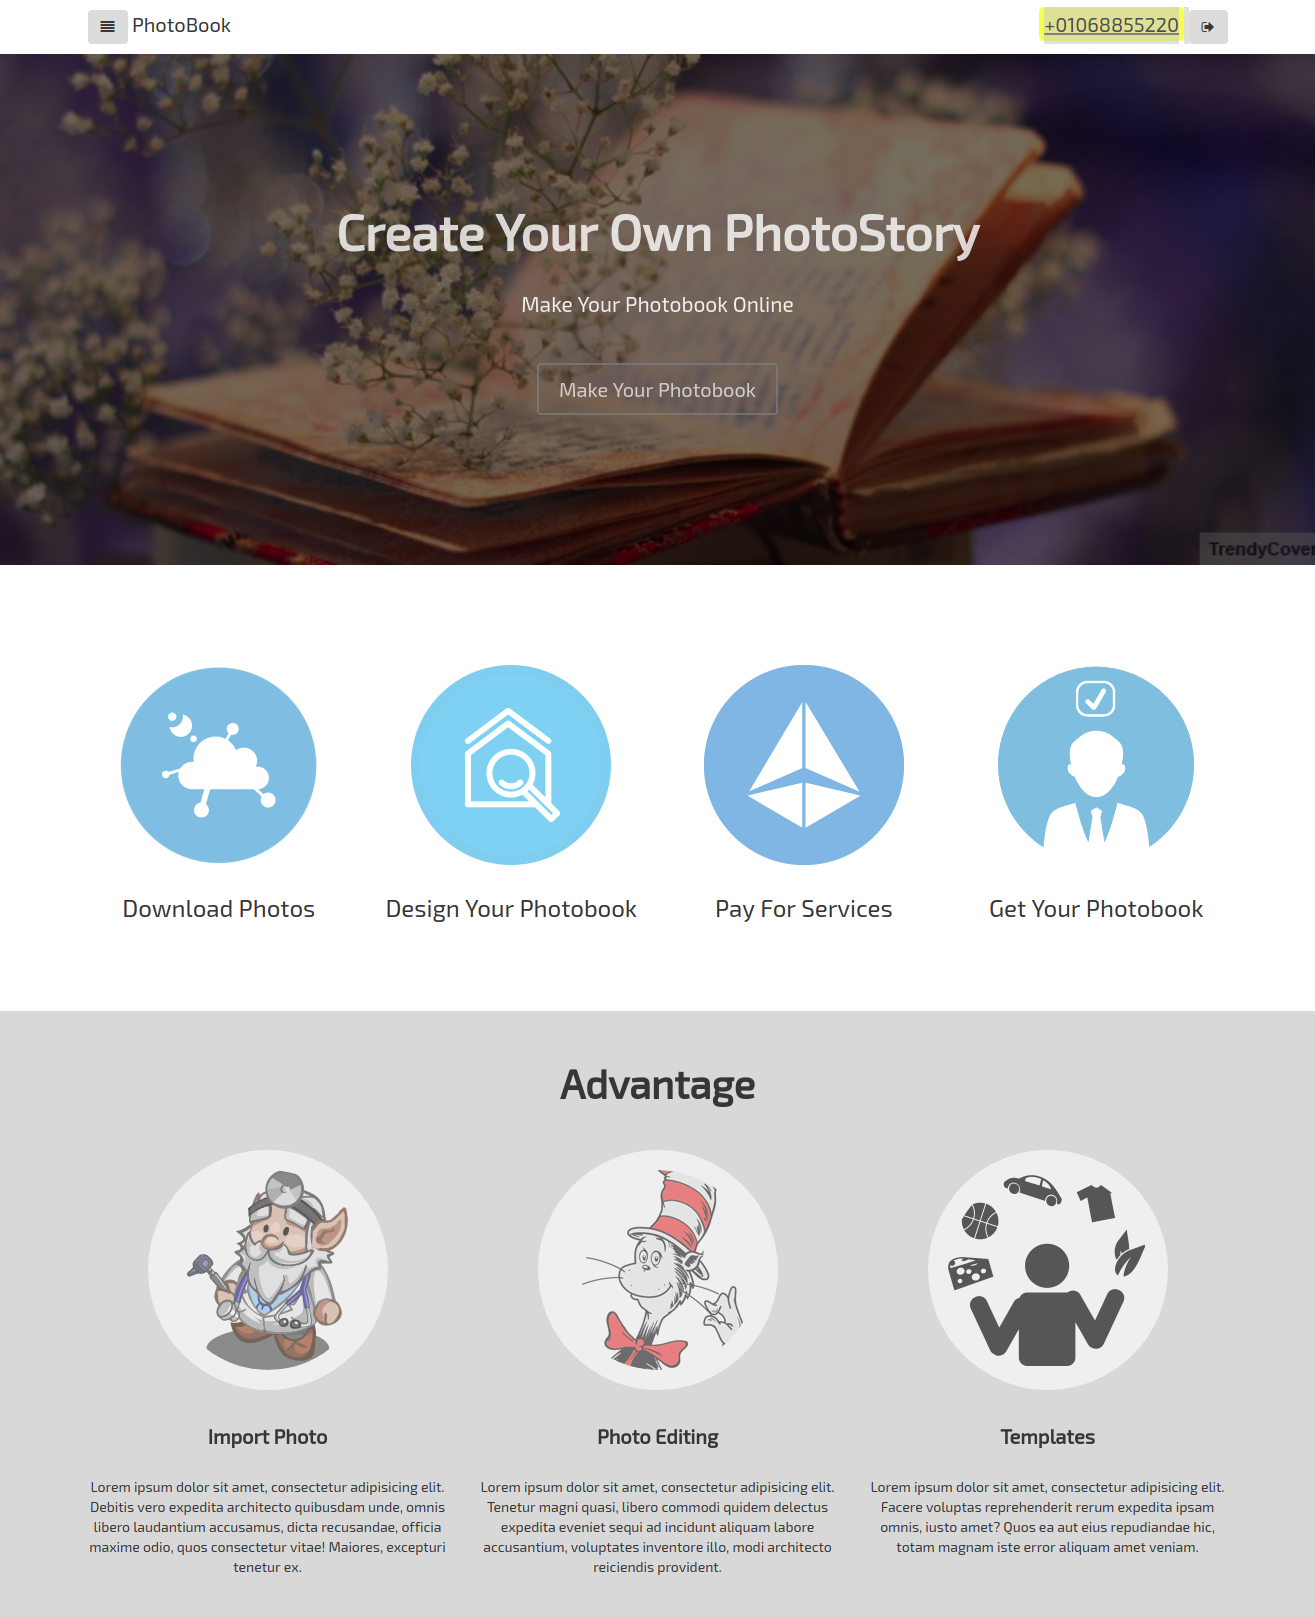 PhotoBook
+01068855220
Create Your Own PhotoStory
Make Your Photobook Online
Make Your Photobook
TrendyCover
Download Photos
Design Your Photobook
Pay For Services
Get Your Photobook
Advantage
Import Photo
Lorem ipsum dolor sit amet, consectetur adipisicing elit.
Debitis vero expedita architecto quibusdam unde, omnis
libero laudantium accusamus, dicta recusandae, officia
maxime odio, quos consectetur vitae! Maiores, excepturi
tenetur ex.
Photo Editing
Lorem ipsum dolor sit amet, consectetur adipisicing elit.
Tenetur magni quasi, libero commodi quidem delectus
expedita eveniet sequi ad incidunt aliquam labore
accusantium, voluptates inventore illo, modi architecto
reiciendis provident.
Templates
Lorem ipsum dolor sit amet, consectetur adipisicing elit.
Facere voluptas reprehenderit rerum expedita ipsam
omnis, iusto amet? Quos ea aut eius repudiandae hic,
totam magnam iste error aliquam amet veniam.